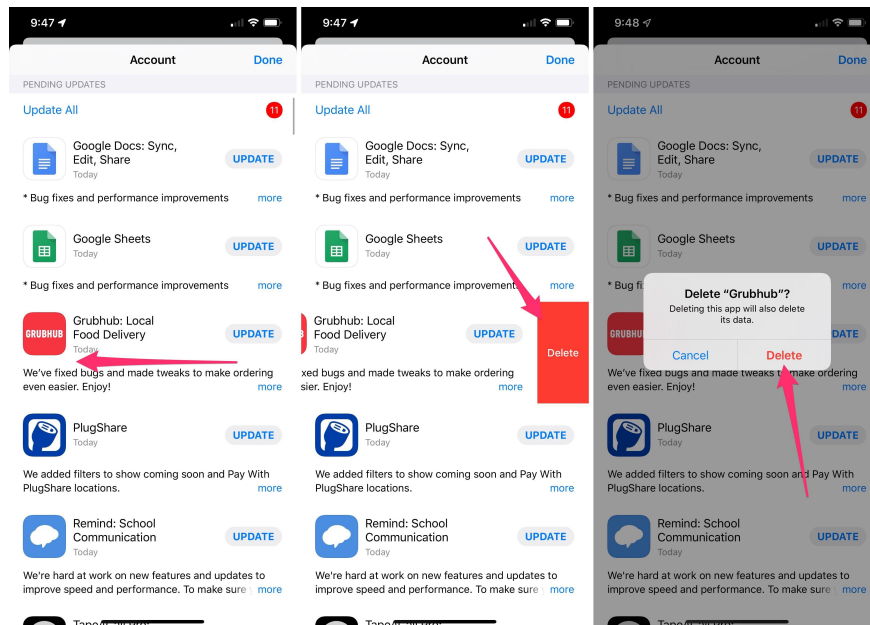 9:47
Account
Done
PENDING UPDATES
Update All
11
Google Docs: Sync,
Edit, Share
Today
UPDATE
* Bug fixes and performance improvements
more
Google Sheets
Today
UPDATE
* Bug fixes and performance improvements
more
GRUBHUB
Grubhub: Local
Food Delivery
Today
UPDATE
We've fixed bugs and made tweaks to make ordering
even easier. Enjoy!
more
PlugShare
Today
UPDATE
We added filters to show coming soon and Pay With
PlugShare locations.
more
Remind: School
Communication
Today
UPDATE
We're hard at work on new features and updates to
improve speed and performance. To make sure
more
9:47
Account
Done
PENDING UPDATES
Update All
11
Google Docs: Sync,
Edit, Share
Today
UPDATE
* Bug fixes and performance improvements
more
Google Sheets
Today
UPDATE
* Bug fixes and performance improvement
more
Grubhub: Local
Food Delivery
Today
UPDATE
Delete
xed bugs and made tweaks to make ordering
sier. Enjoy!
more
PlugShare
Today
UPDATE
We added filters to show coming soon and Pay With
PlugShare locations.
more
Remind: School
Communication
Today
UPDATE
We're hard at work on new features and updates to
improve speed and performance. To make sure
more
9:48
Account
Done
PENDING UPDATES
Update All
11
Google Docs: Sync,
Edit, Share
Today
UPDATE
* Bug fixes and performance improvements
more
Google Sheets
Today
UPDATE
* Bug fi
more
Delete “Grubhub”?
Deleting this app will also delete
its data.
Cancel
Delete
GRUBHU
DATE
We've fixed bugs and made tweaks to make ordering
even easier. Enjoy!
more
PlugShare
Today
UPDATE
We added filters to show coming soon and Pay With
PlugShare locations.
more
Remind: School
Communication
Today
UPDATE
We're hard at work on new features and updates to
improve speed and performance. To make sure
more